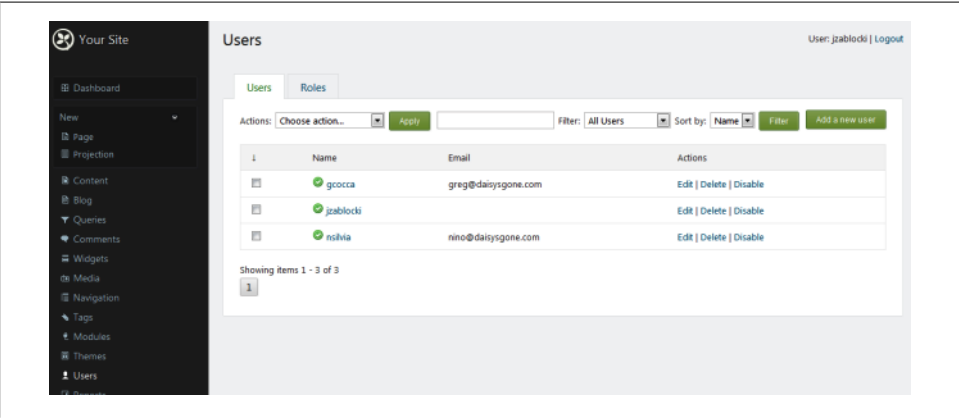 Your Site
Users
User: jzablocki | Logout
Dashboard
New
Page
Projection
Content
Blog
Queries
Comments
Widgets
Media
Navigation
Tags
Modules
Themes
Users
Reports
Users Roles
Actions: Choose action... Apply Filter: All Users Sort by: Name Filter Add a new user
↓ Name Email Actions
gcocca greg@daisysgone.com Edit | Delete | Disable
jzablocki Edit | Delete | Disable
nsilvia nino@daisysgone.com Edit | Delete | Disable
Showing items 1 - 3 of 3
1